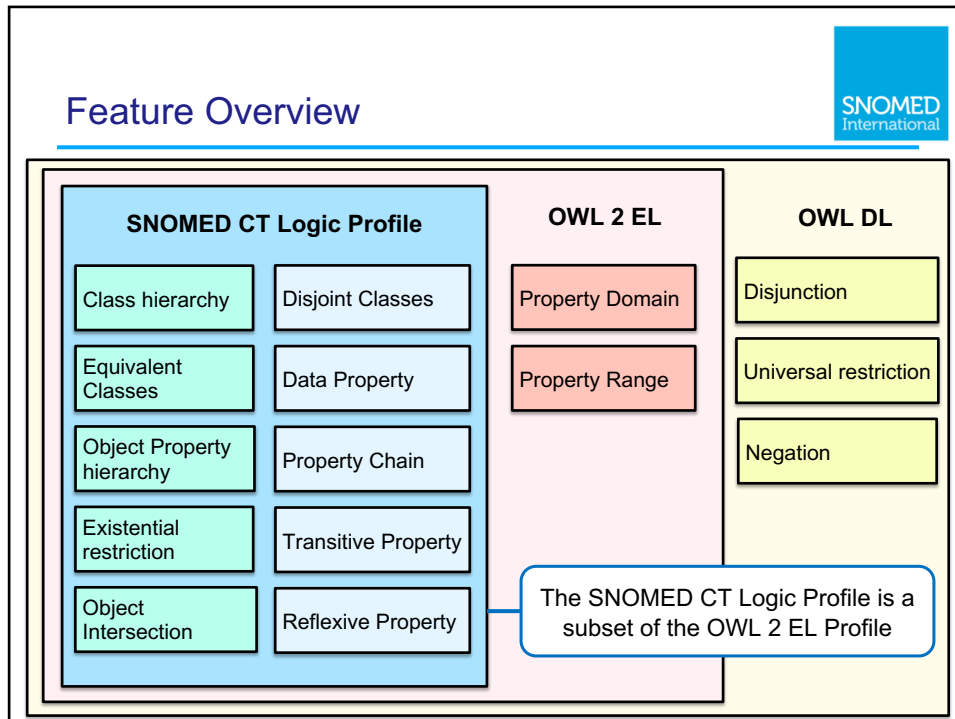 SNOMED
International
Feature Overview
SNOMED CT Logic Profile
OWL 2 EL
OWL DL
Class hierarchy
Disjoint Classes
Property Domain
Disjunction
Equivalent
Classes
Data Property
Property Range
Universal restriction
Object Property
hierarchy
Property Chain
Negation
Existential
restriction
Transitive Property
Object
Intersection
Reflexive Property
The SNOMED CT Logic Profile is a
subset of the OWL 2 EL Profile